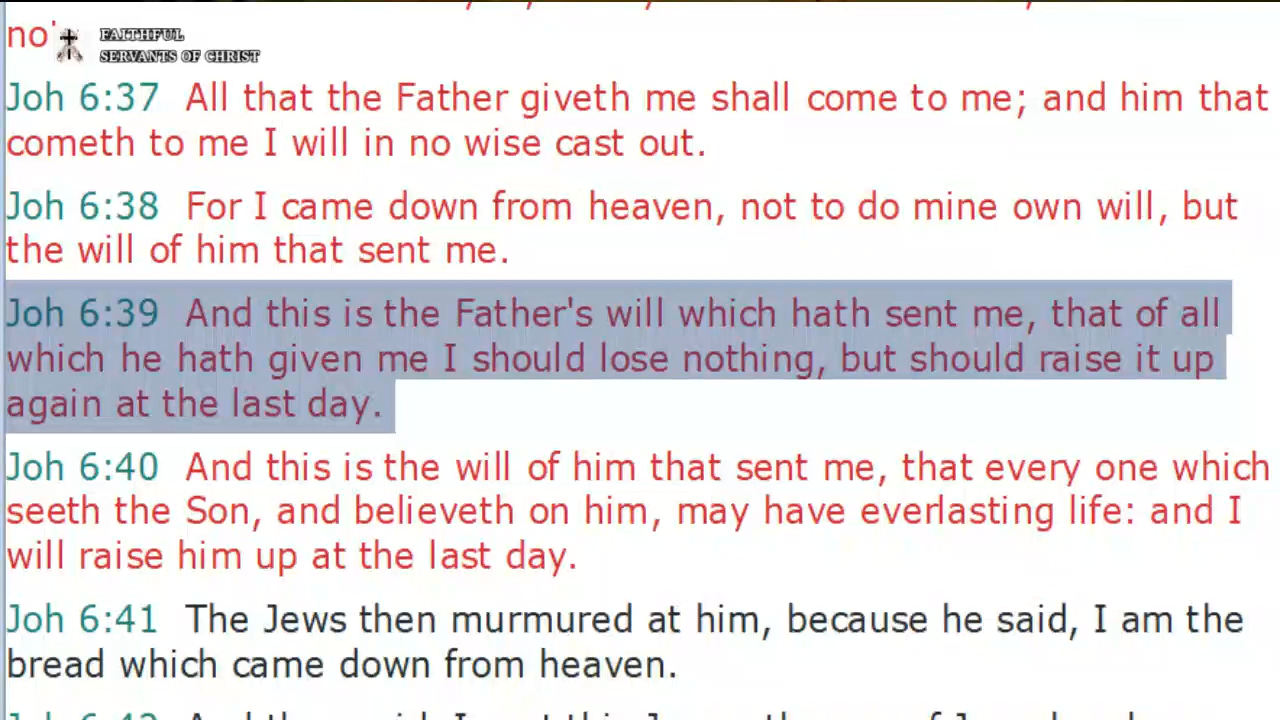 no'
FAITHFUL
SERVANTS OF CHRIST
Joh 6:37 All that the Father giveth me shall come to me; and him that
cometh to me I will in no wise cast out.
Joh 6:38 For I came down from heaven, not to do mine own will, but
the will of him that sent me.
Joh 6:39 And this is the Father's will which hath sent me, that of all
which he hath given me I should lose nothing, but should raise it up
again at the last day.
Joh 6:40 And this is the will of him that sent me, that every one which
seeth the Son, and believeth on him, may have everlasting life: and I
will raise him up at the last day.
Joh 6:41 The Jews then murmured at him, because he said, I am the
bread which came down from heaven.